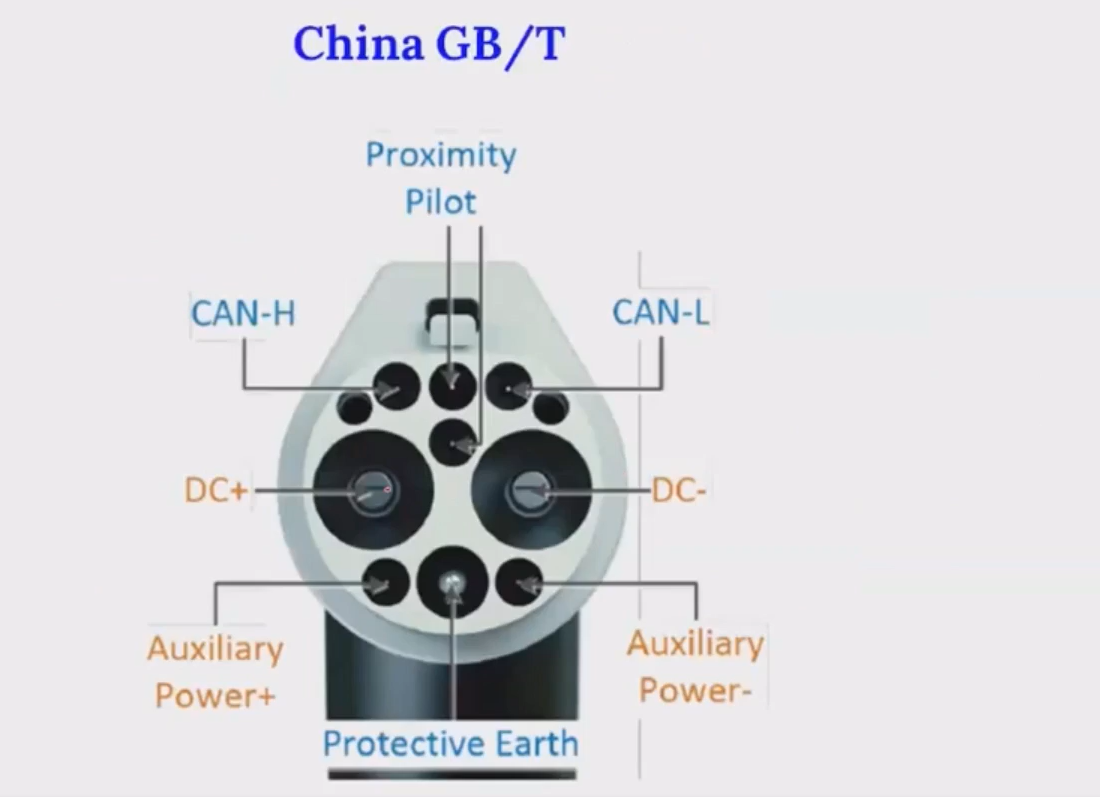 China GB/T
Proximity
Pilot
CAN-H
CAN-L
DC+
DC-
Auxiliary
Power+
Auxiliary
Power-
Protective Earth